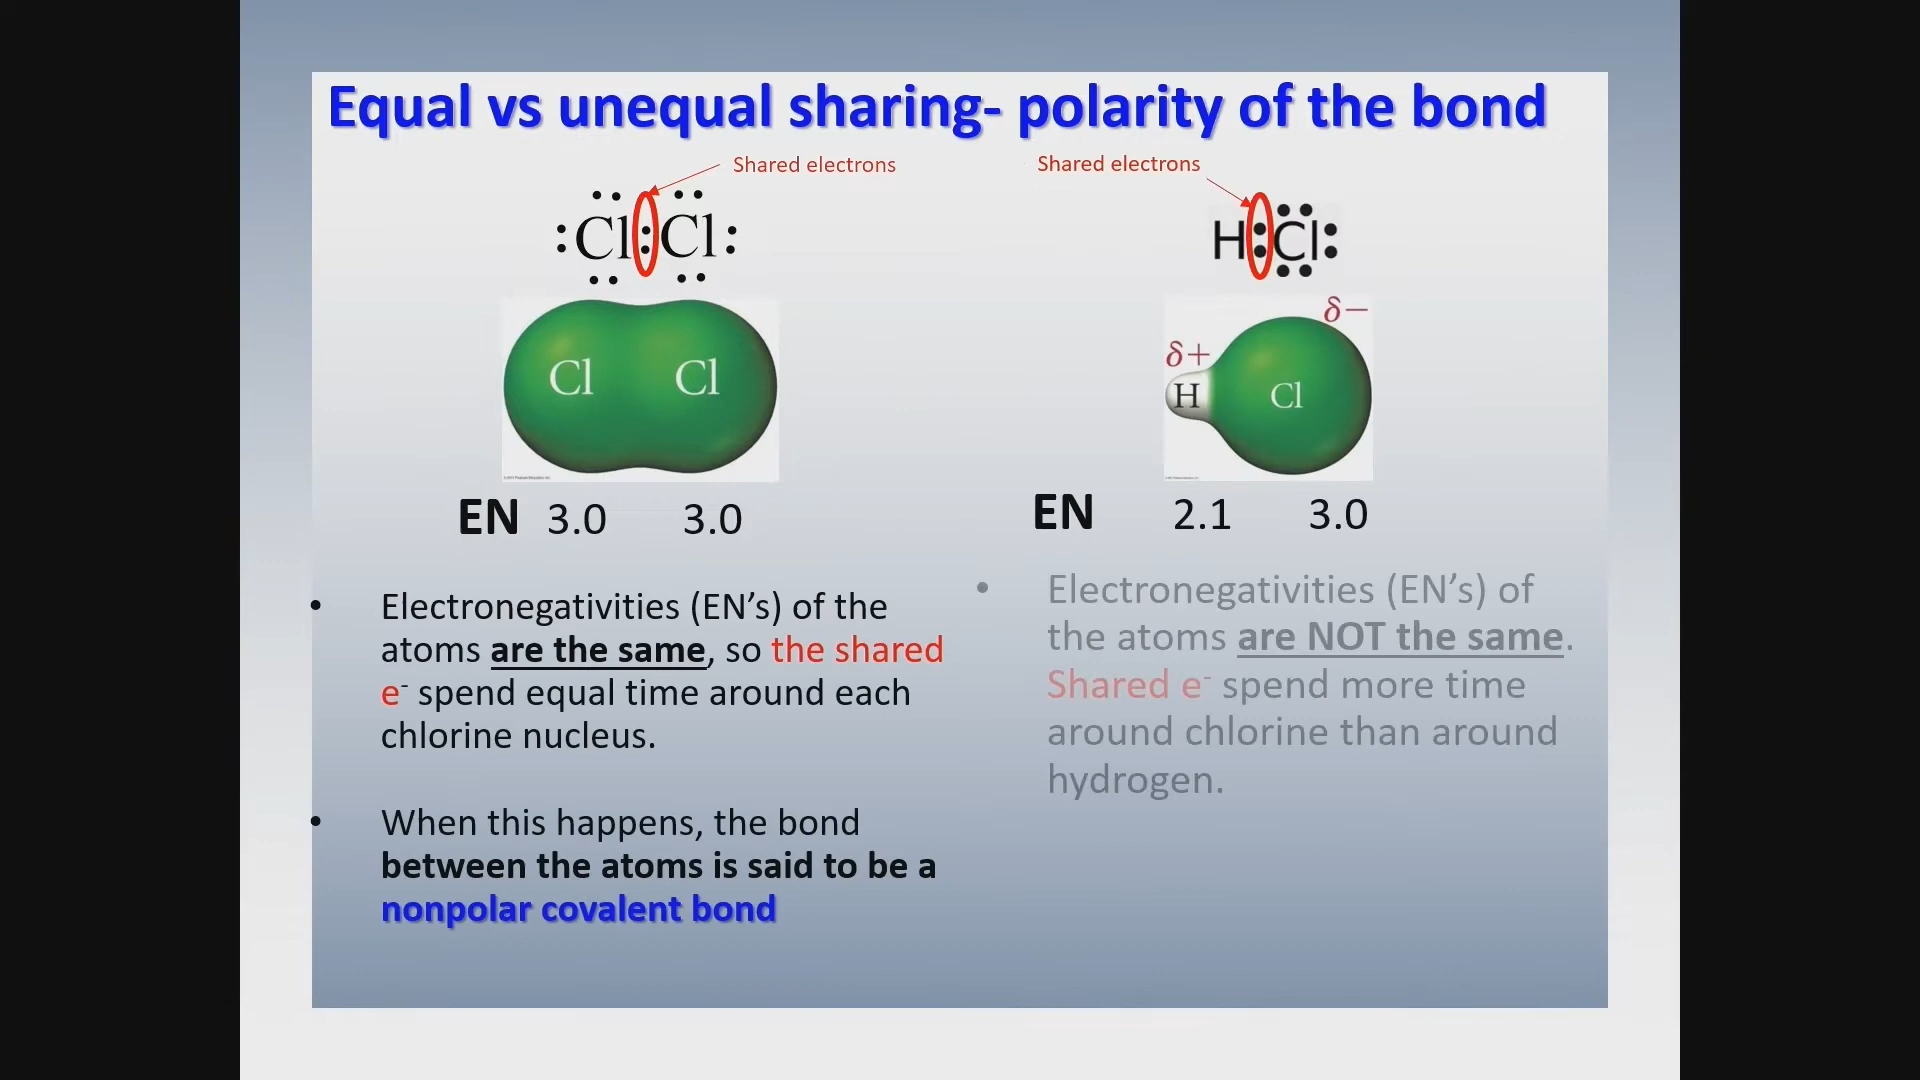 Equal vs unequal sharing- polarity of the bond
Shared electrons
Cl Cl
Cl Cl
EN 3.0 3.0
Electronegativities (EN's) of the
atoms are the same, so the shared
e- spend equal time around each
chlorine nucleus.
When this happens, the bond
between the atoms is said to be a
nonpolar covalent bond
Shared electrons
H Cl
δ−
δ+
H Cl
EN 2.1 3.0
Electronegativities (EN's) of
the atoms are NOT the same.
Shared e- spend more time
around chlorine than around
hydrogen.